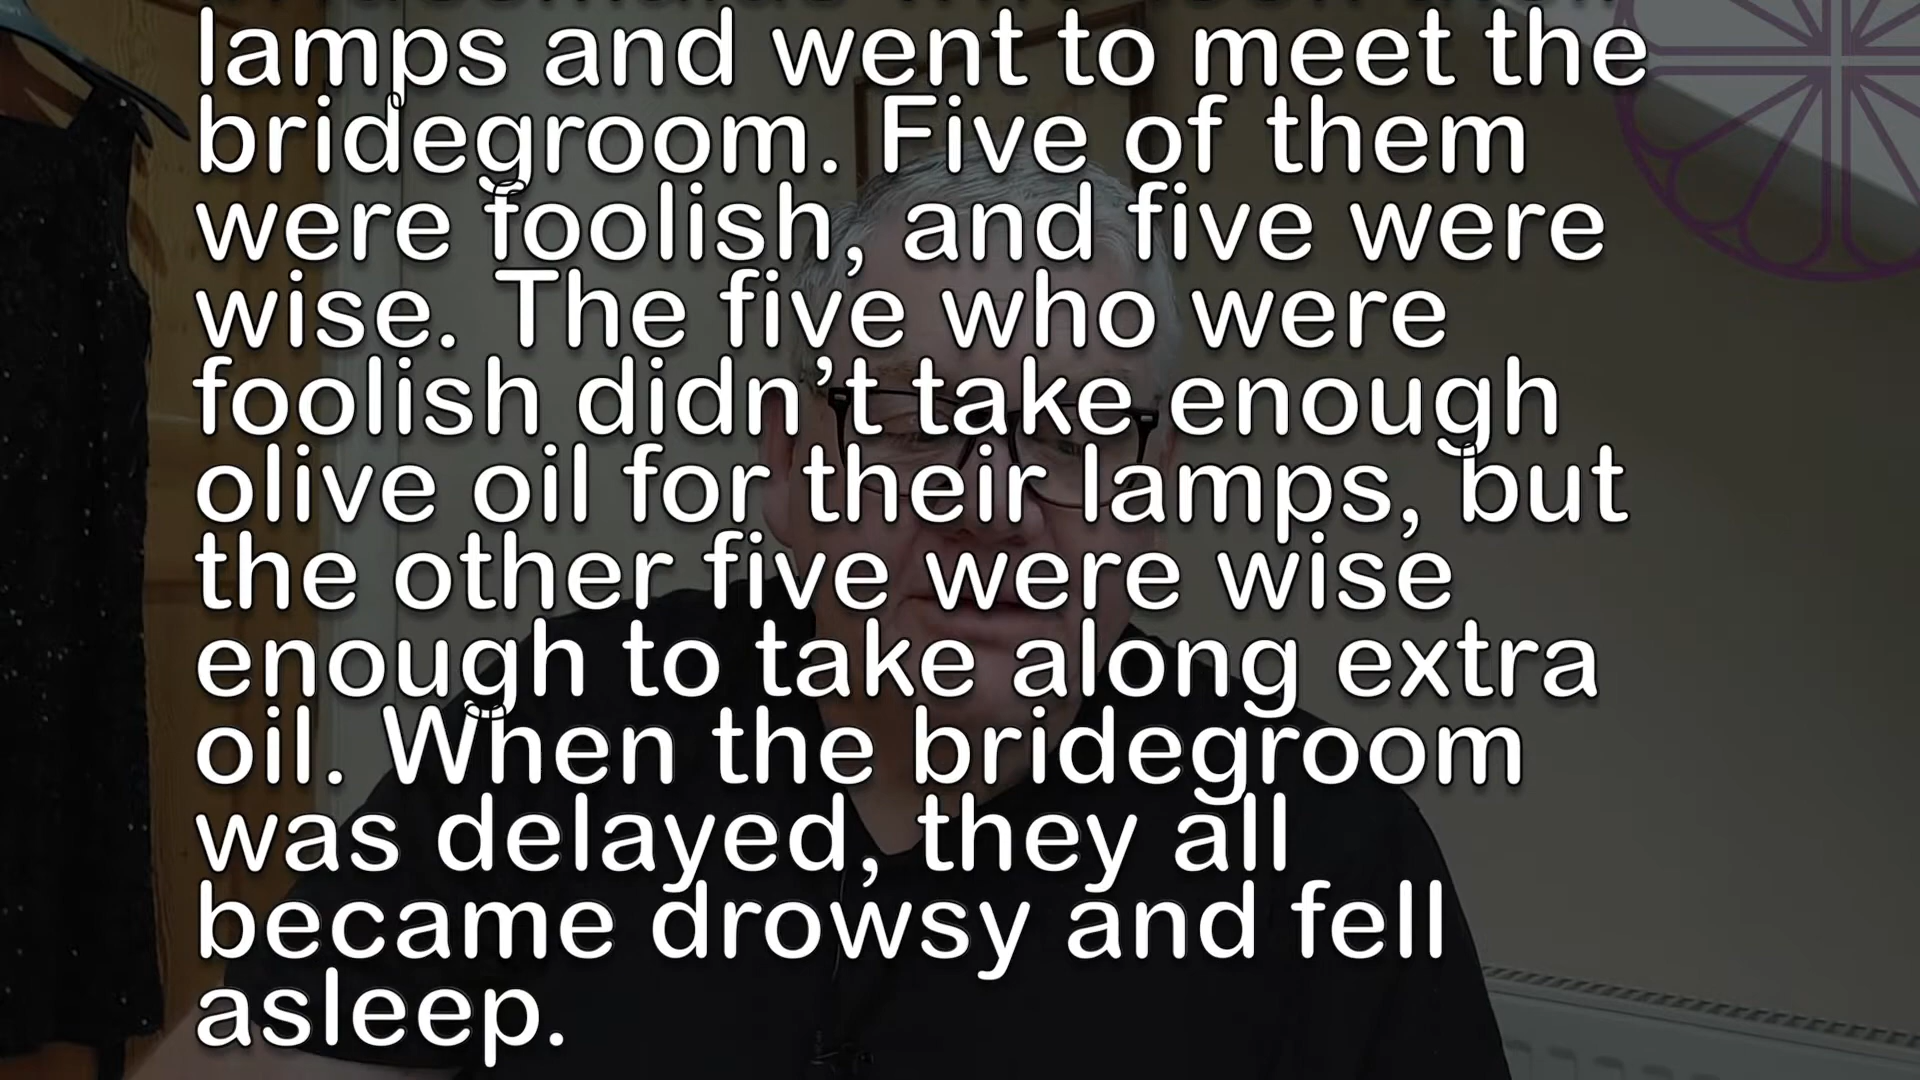 lamps and went to meet the
bridegroom. Five of them
were foolish, and five were
wise. The five who were
foolish didn’t take enough
olive oil for their lamps, but
the other five were wise
enough to take along extra
oil. When the bridegroom
was delayed, they all
became drowsy and fell
asleep.